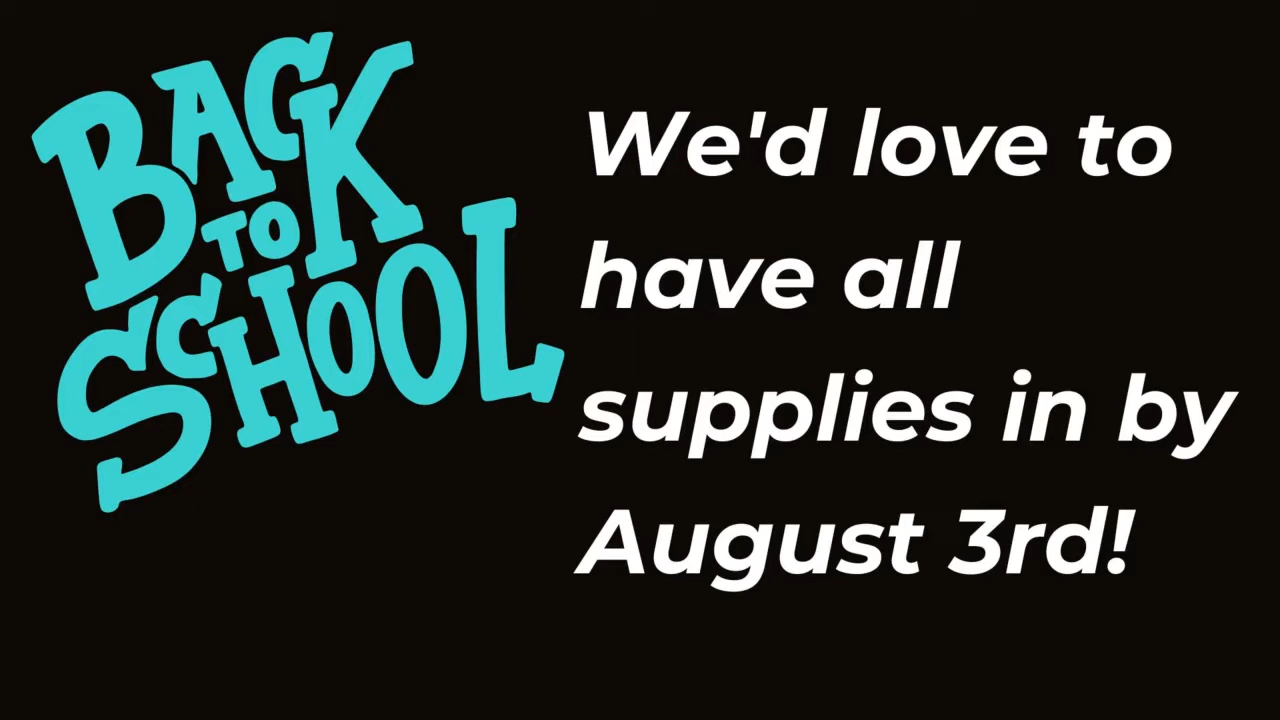 BACK
TO
SCHOOL
We'd love to
have all
supplies in by
August 3rd!